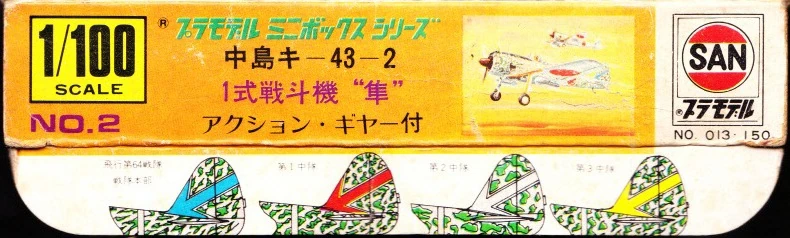 1/100
SCALE
NO.2
® プラモデル ミニボックス シリーズ
中島キ－43－2
1式戦斗機 “隼”
アクション・ギヤー付
SAN
®プラモデル
NO. 013-150
飛行第64戦隊
戦隊本部
第1中隊
第2中隊
第3中隊